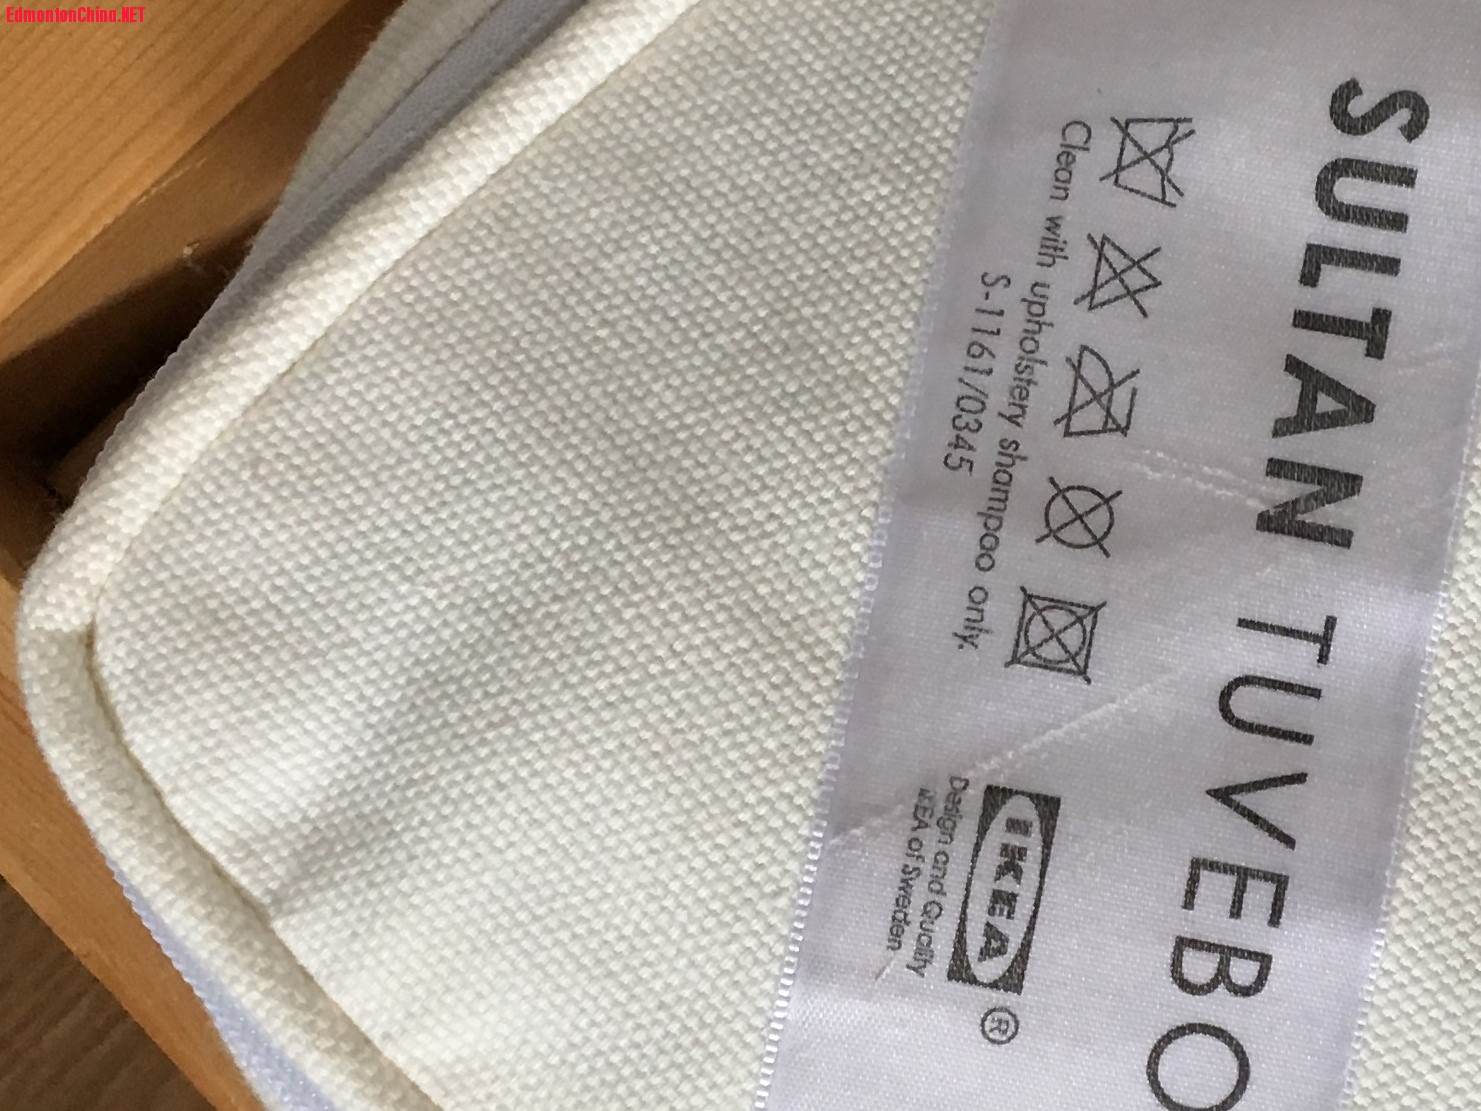 EdmontonChina.NET
SULTAN TUVEBO
Clean with upholstery shampoo only.
S-1161/0345
IKEA®
Design and Quality
IKEA of Sweden